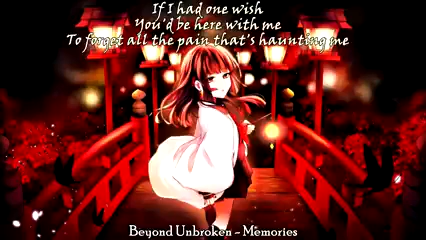 If I had one wish
You'd be here with me
To forget all the pain that's haunting me
Beyond Unbroken - Memories